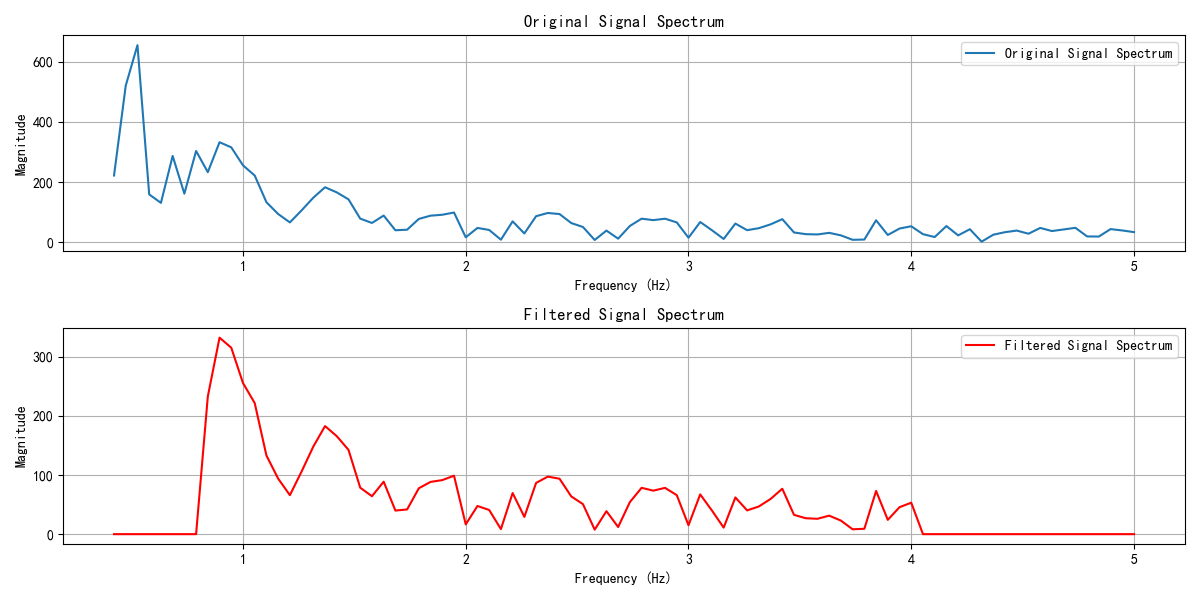 Original Signal Spectrum
Original Signal Spectrum
Magnitude
600
400
200
0
1 2 3 4 5
Frequency (Hz)
Filtered Signal Spectrum
Filtered Signal Spectrum
Magnitude
300
200
100
0
1 2 3 4 5
Frequency (Hz)